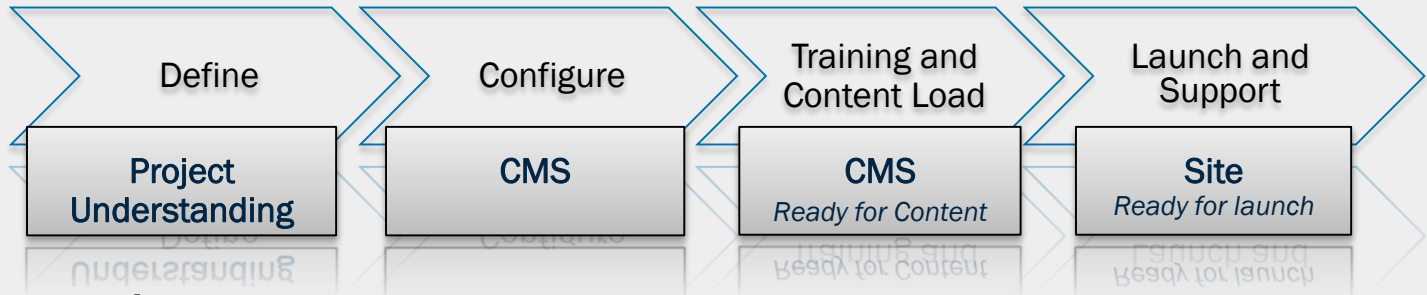 Define
Configure
Training and
Content Load
Launch and
Support
Project
Understanding
CMS
CMS
Ready for Content
Site
Ready for launch